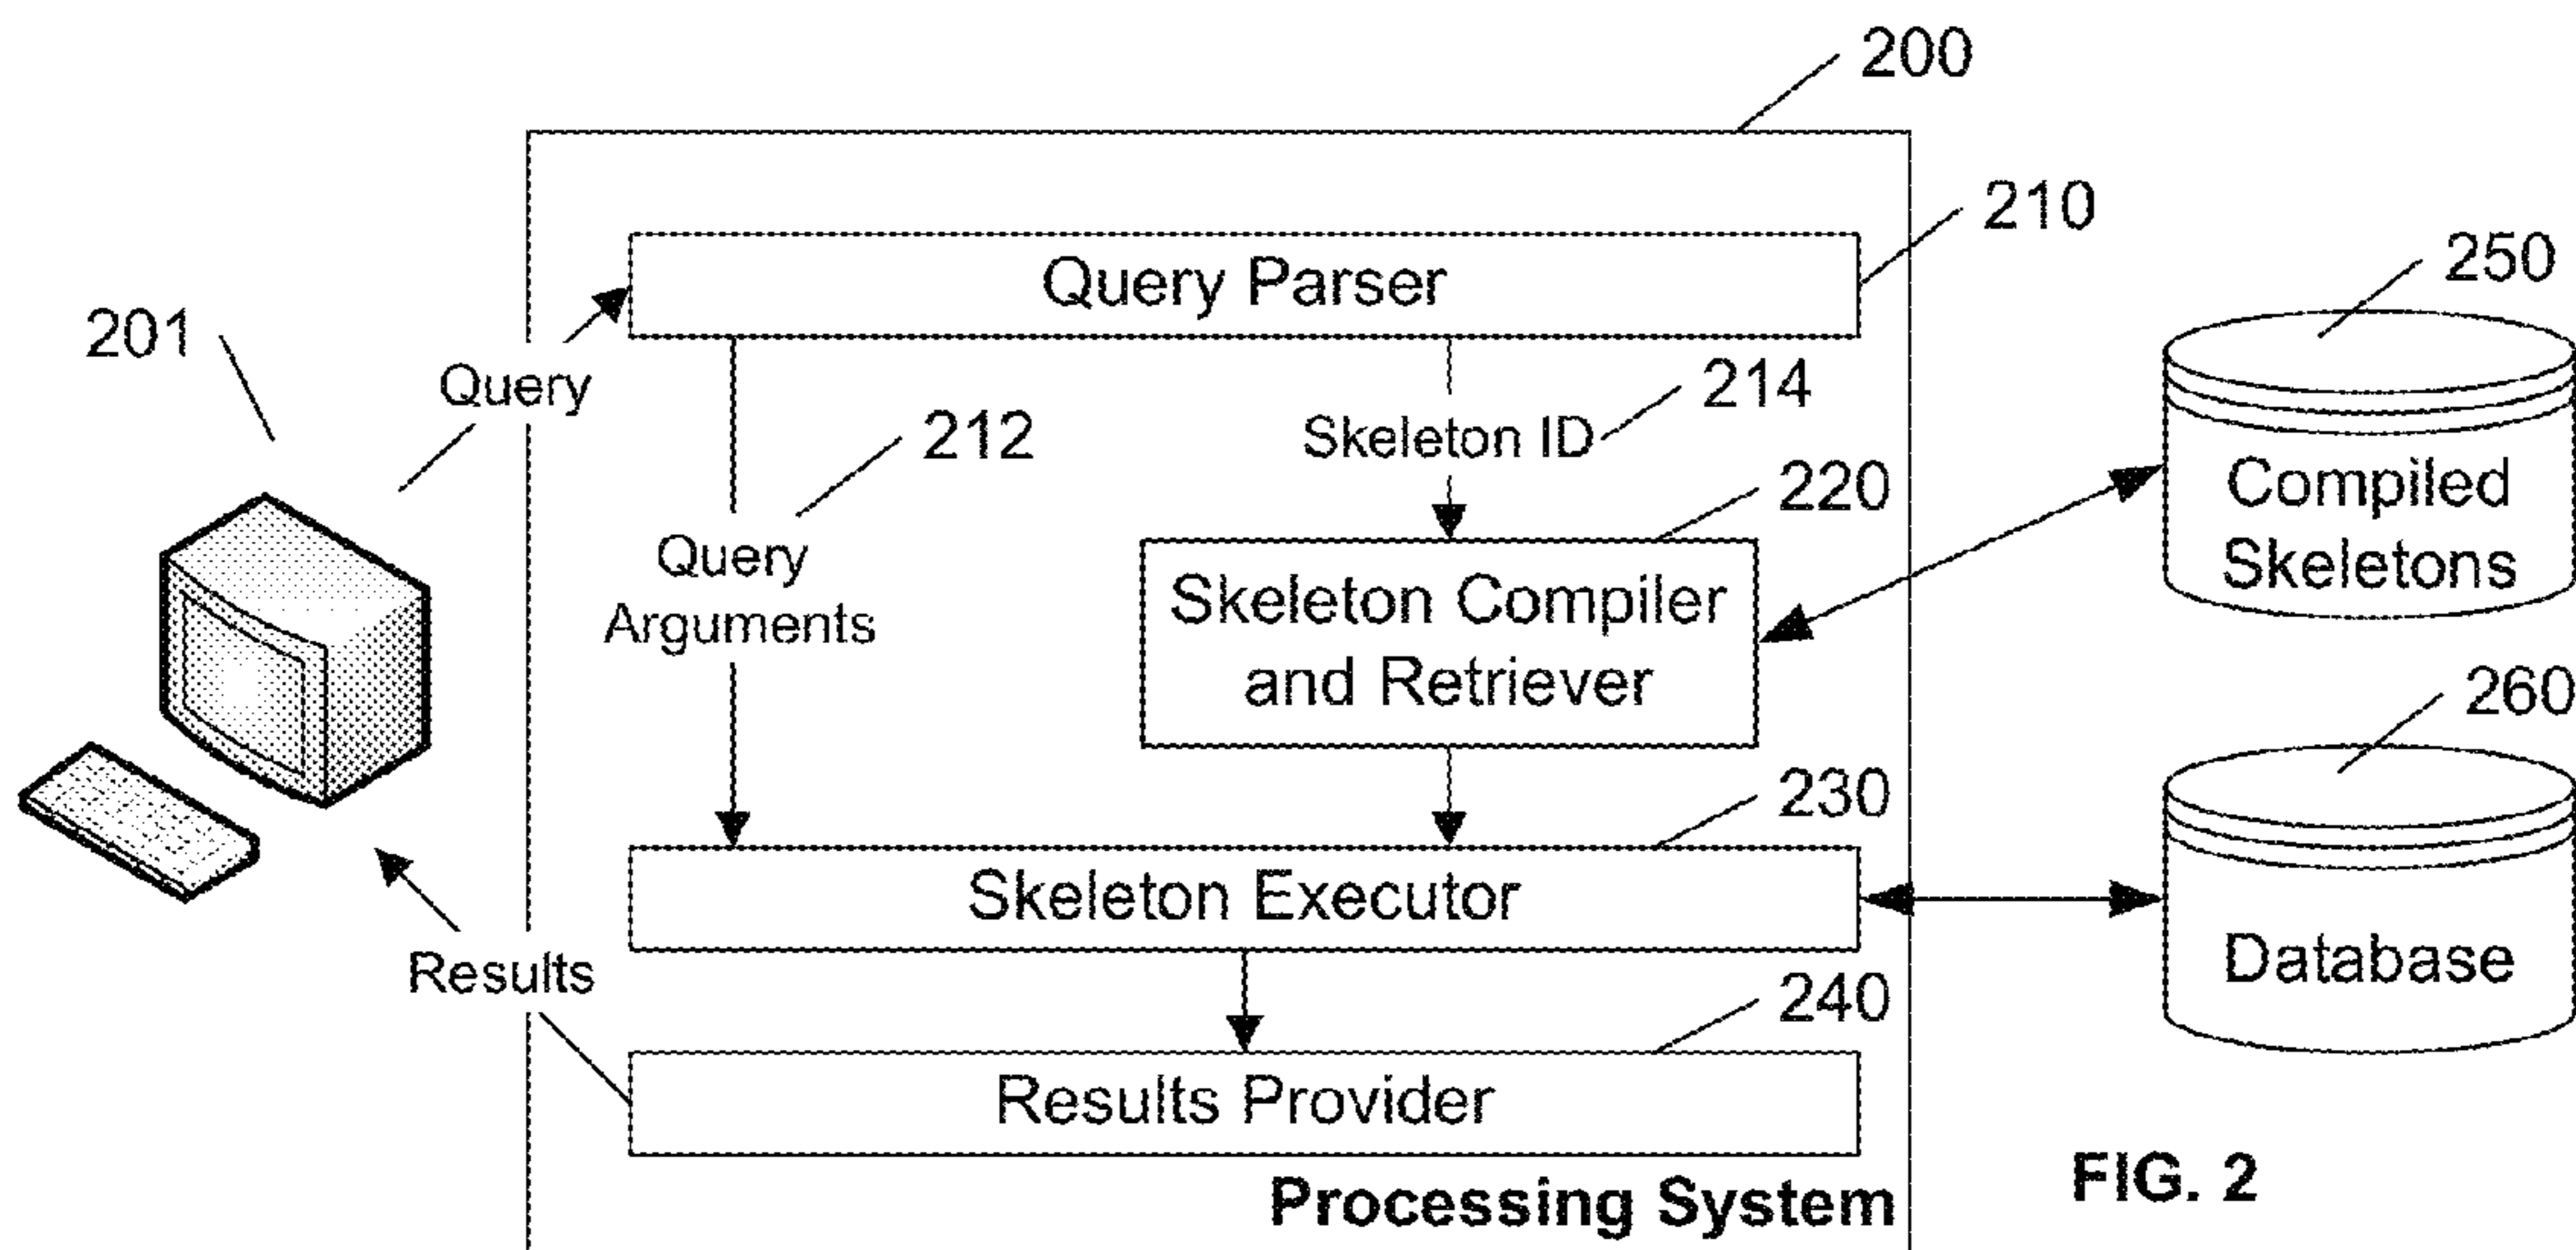 200
210
Query Parser
250
201
Query
214
212
Skeleton ID
220
Compiled
Skeletons
Query
Arguments
Skeleton Compiler
and Retriever
260
230
Skeleton Executor
Database
Results
240
Results Provider
Processing System
FIG. 2